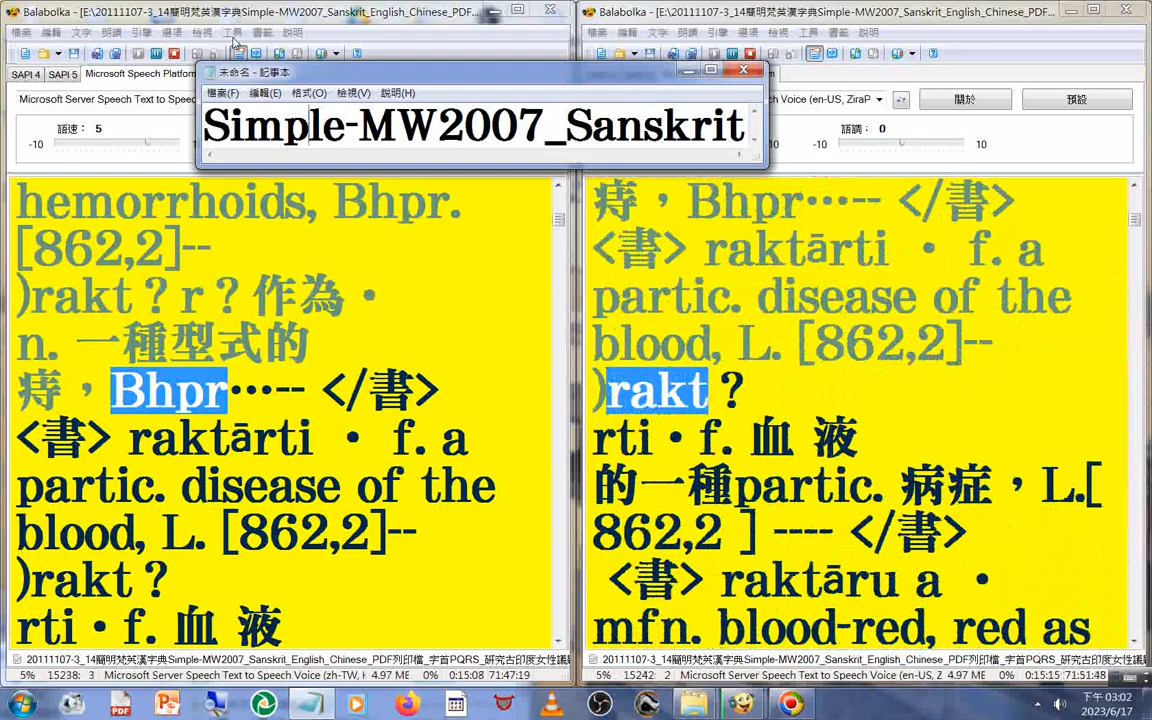 Balabolka - [E:\20111107-3_14簡明梵英漢字典Simple-MW2007_Sanskrit_English_Chinese_PDF...
檔案 編輯 文字 朗讀 引擎 選項 檢視 工具 書籤 說明
SAPI 4 SAPI 5 Microsoft Speech Platform
Microsoft Server Speech Text to Spee
語速： 5
-10
hemorrhoids, Bhpr.
[862,2]--
)rakt？r？作為・
n. 一種型式的
痔，Bhpr…-- </書>
<書> raktārti ・ f. a
partic. disease of the
blood, L. [862,2]--
)rakt？
rti・f. 血 液
20111107-3_14簡明梵英漢字典Simple-MW2007_Sanskrit_English_Chinese_PDF列印檔_字首PQRS_研究古印度女性議
5% 15238: 3 Microsoft Server Speech Text to Speech Voice (zh-TW, 4.97 MB 0% 0:15:08 71:47:19
未命名 - 記事本
檔案(F) 編輯(E) 格式(O) 檢視(V) 說明(H)
Simple-MW2007_Sanskrit
Balabolka - [E:\20111107-3_14簡明梵英漢字典Simple-MW2007_Sanskrit_English_Chinese_PDF...
檔案 編輯 文字 朗讀 引擎 選項 檢視 工具 書籤 說明
Voice (en-US, ZiraP
關於
預設
語調： 0
-10 10
痔，Bhpr…-- </書>
<書> raktārti ・ f. a
partic. disease of the
blood, L. [862,2]--
)rakt？
rti・f. 血 液
的一種partic. 病症，L.[
862,2 ] ---- </書>
<書> raktāru a ・
mfn. blood-red, red as
20111107-3_14簡明梵英漢字典Simple-MW2007_Sanskrit_English_Chinese_PDF列印檔_字首PQRS_研究古印度女性議
5% 15242: 2 Microsoft Server Speech Text to Speech Voice (en-US, Z 4.97 MB 0% 0:15:15 71:51:48
PDF
下午 03:02
2023/6/17